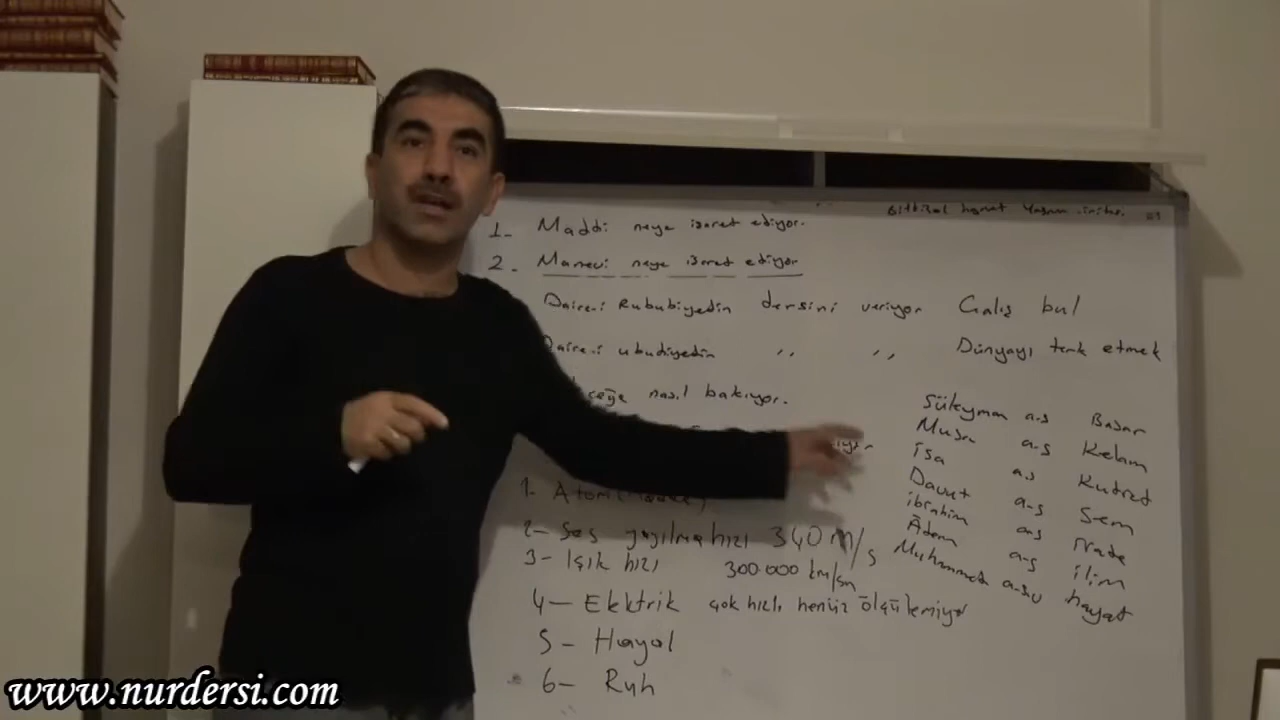 1- Maddi neye işaret ediyor.
2- Manevi neye işaret ediyor
Daire-i Rububiyedin dersini veriyor Çalış bul
Daire-i ubudiyedin " " Dünyayı terk etmek
nasıl bakıyor.
Süleyman a.s Basar
Musa a.s Kelam
İsa a.s Kudret
Davut a.s Sem
İbrahim a.s İrade
Âdem a.s İlim
Muhammed a.s.v hayat
1- Atom
2- Ses yayılma hızı 340 m/s
3- Işık hızı 300.000 km/sn
4- Elektrik çok hızlı henüz ölçülemiyor
5- Hayal
6- Ruh
www.nurdersi.com